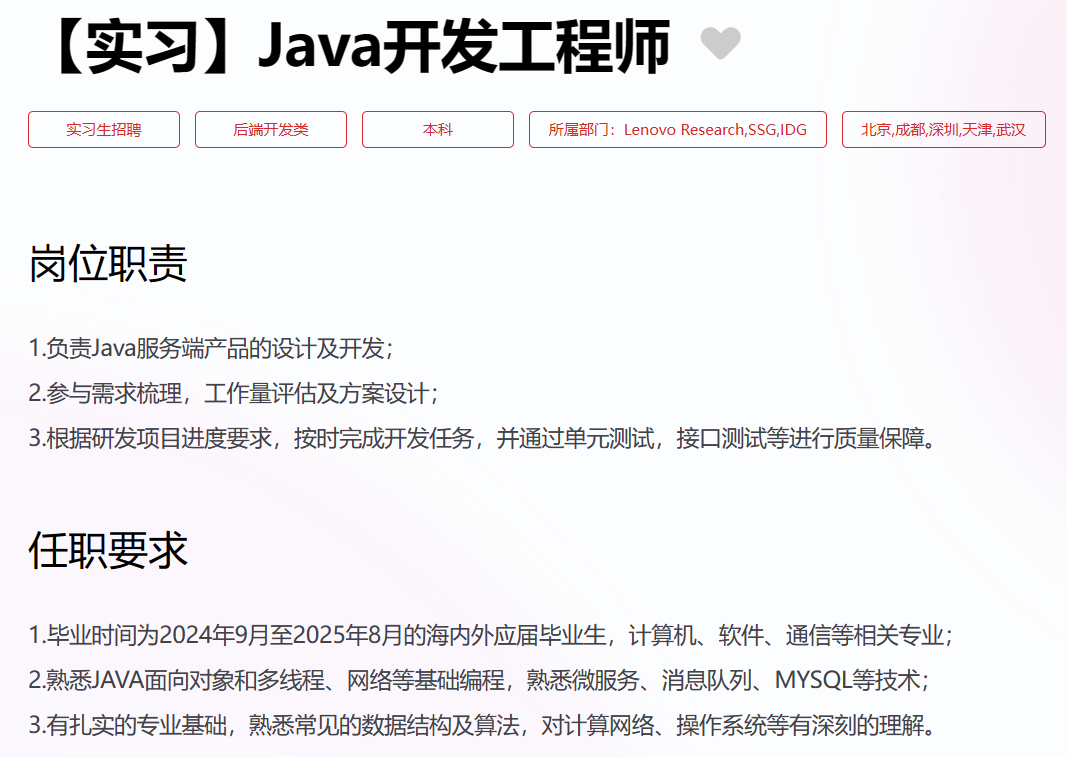 【实习】Java开发工程师
实习生招聘
后端开发类
本科
所属部门：Lenovo Research,SSG,IDG
北京,成都,深圳,天津,武汉
岗位职责
1.负责Java服务端产品的设计及开发；
2.参与需求梳理，工作量评估及方案设计；
3.根据研发项目进度要求，按时完成开发任务，并通过单元测试，接口测试等进行质量保障。
任职要求
1.毕业时间为2024年9月至2025年8月的海内外应届毕业生，计算机、软件、通信等相关专业；
2.熟悉JAVA面向对象和多线程、网络等基础编程，熟悉微服务、消息队列、MYSQL等技术；
3.有扎实的专业基础，熟悉常见的数据结构及算法，对计算网络、操作系统等有深刻的理解。